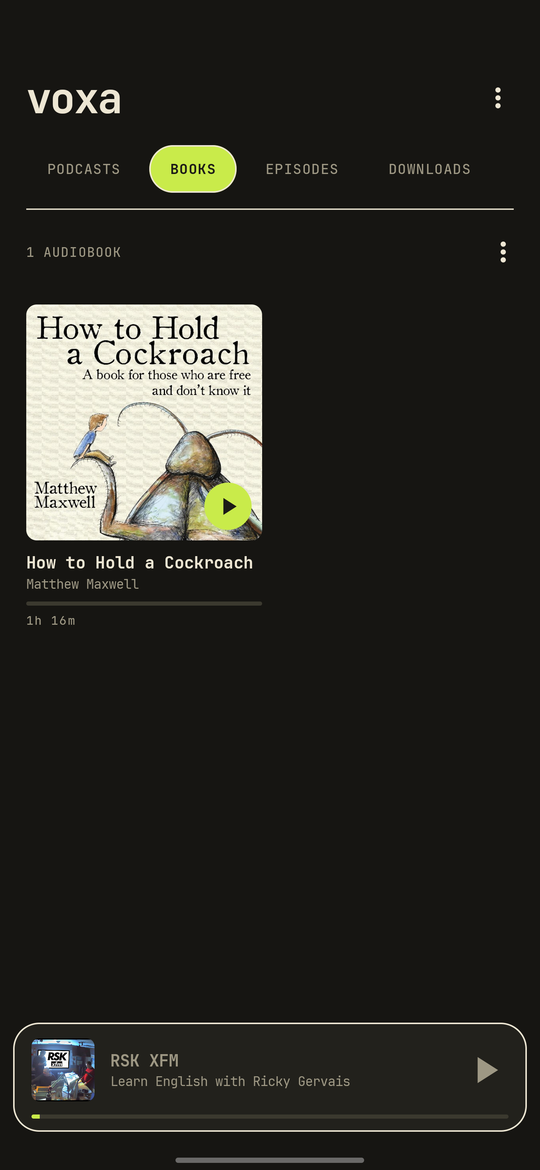 voxa
PODCASTS BOOKS EPISODES DOWNLOADS
1 AUDIOBOOK
How to Hold
a Cockroach
A book for those who are free
and don't know it
Matthew
Maxwell
How to Hold a Cockroach
Matthew Maxwell
1h 16m
RSK
RSK XFM
Learn English with Ricky Gervais